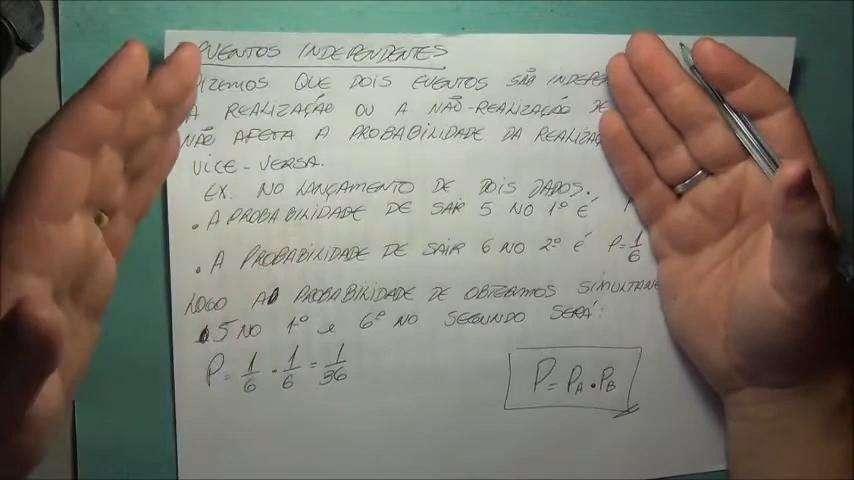 EVENTOS INDEPENDENTES
DIZEMOS QUE DOIS EVENTOS SÃO INDEPE
A REALIZAÇÃO OU A NÃO-REALIZAÇÃO DE
NÃO AFETA A PROBABILIDADE DA REALIZAÇ
VICE-VERSA.
EX. NO LANÇAMENTO DE DOIS DADOS.
. A PROBABILIDADE DE SAIR 5 NO 1º É P
. A PROBABILIDADE DE SAIR 6 NO 2º É P=1/6
LOGO A PROBABILIDADE DE OBTERMOS SIMULTANE
5 NO 1º e 6º NO SEGUNDO SERÁ:
P = 1/6 . 1/6 = 1/36
P = PA . PB